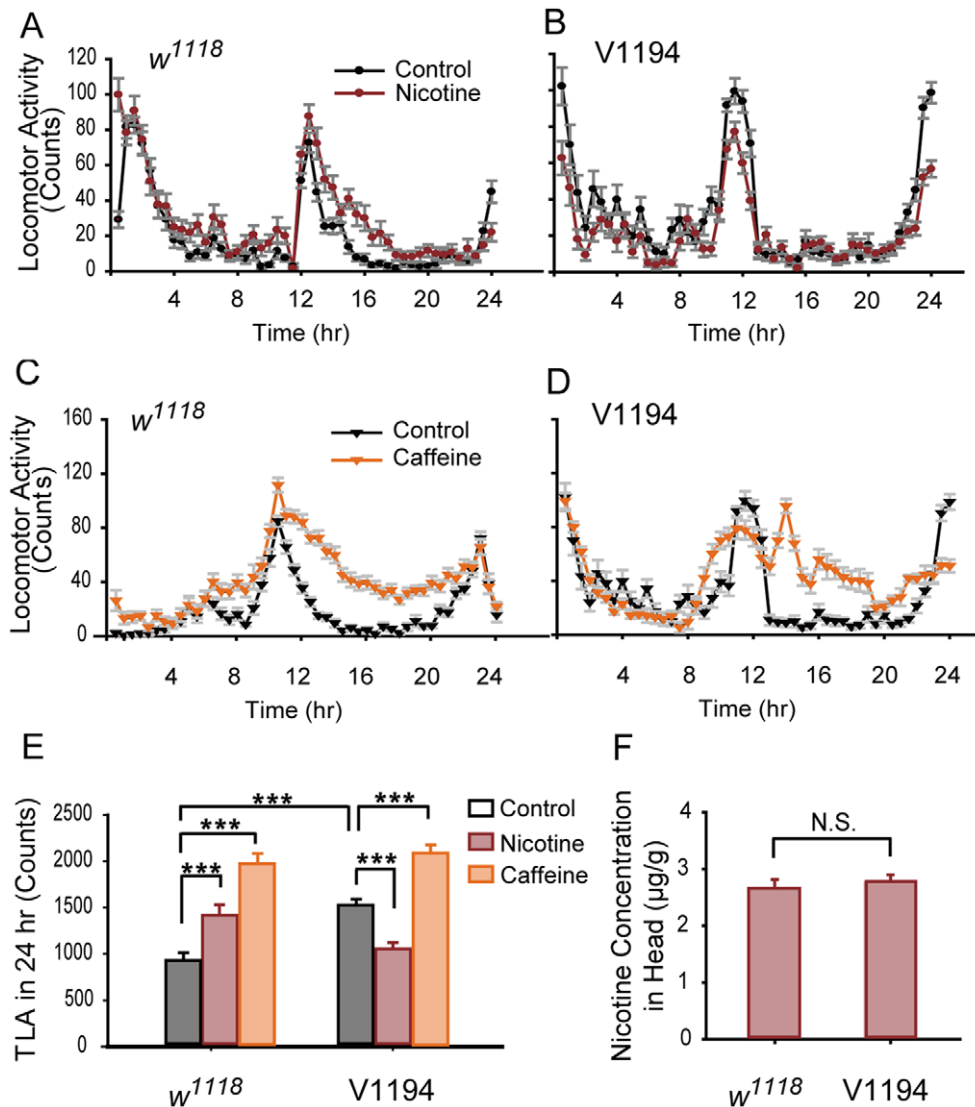 A
w1118
Locomotor Activity
(Counts)
120
100
80
60
40
20
0
Control
Nicotine
4 8 12 16 20 24
Time (hr)
B
V1194
4 8 12 16 20 24
Time (hr)
C
w1118
Locomotor Activity
(Counts)
160
120
80
40
0
Control
Caffeine
4 8 12 16 20 24
Time (hr)
D
V1194
4 8 12 16 20 24
Time (hr)
E
TLA in 24 hr (Counts)
2500
2000
1500
1000
500
0
***
***
***
***
***
Control
Nicotine
Caffeine
w1118
V1194
F
Nicotine Concentration
in Head (µg/g)
4
3
2
1
0
N.S.
w1118
V1194